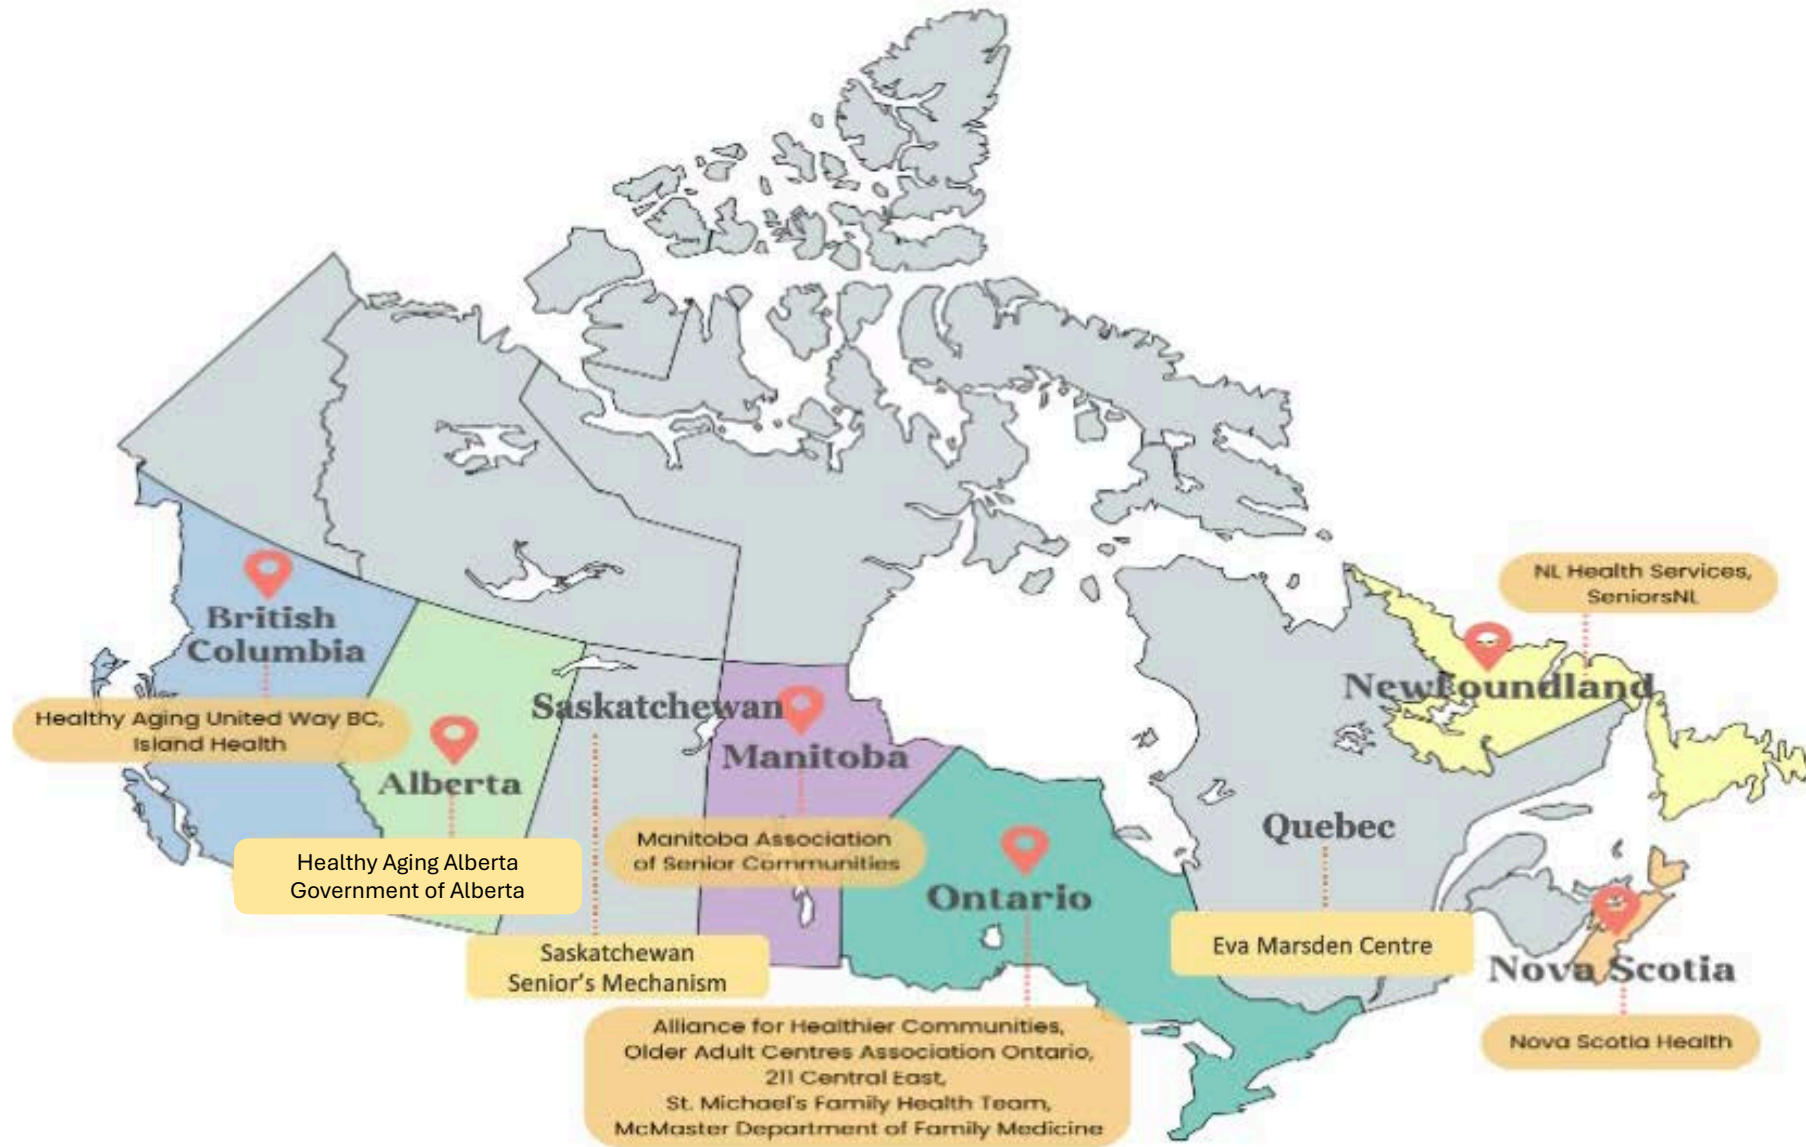 NL Health Services,
SeniorsNL
British
Columbia
Newfoundland
Saskatchewan
Healthy Aging United Way BC,
Island Health
Manitoba
Alberta
Quebec
Manitoba Association
of Senior Communities
Healthy Aging Alberta
Government of Alberta
Ontario
Eva Marsden Centre
Saskatchewan
Senior's Mechanism
Nova Scotia
Alliance for Healthier Communities,
Older Adult Centres Association Ontario,
211 Central East,
St. Michael's Family Health Team,
McMaster Department of Family Medicine
Nova Scotia Health